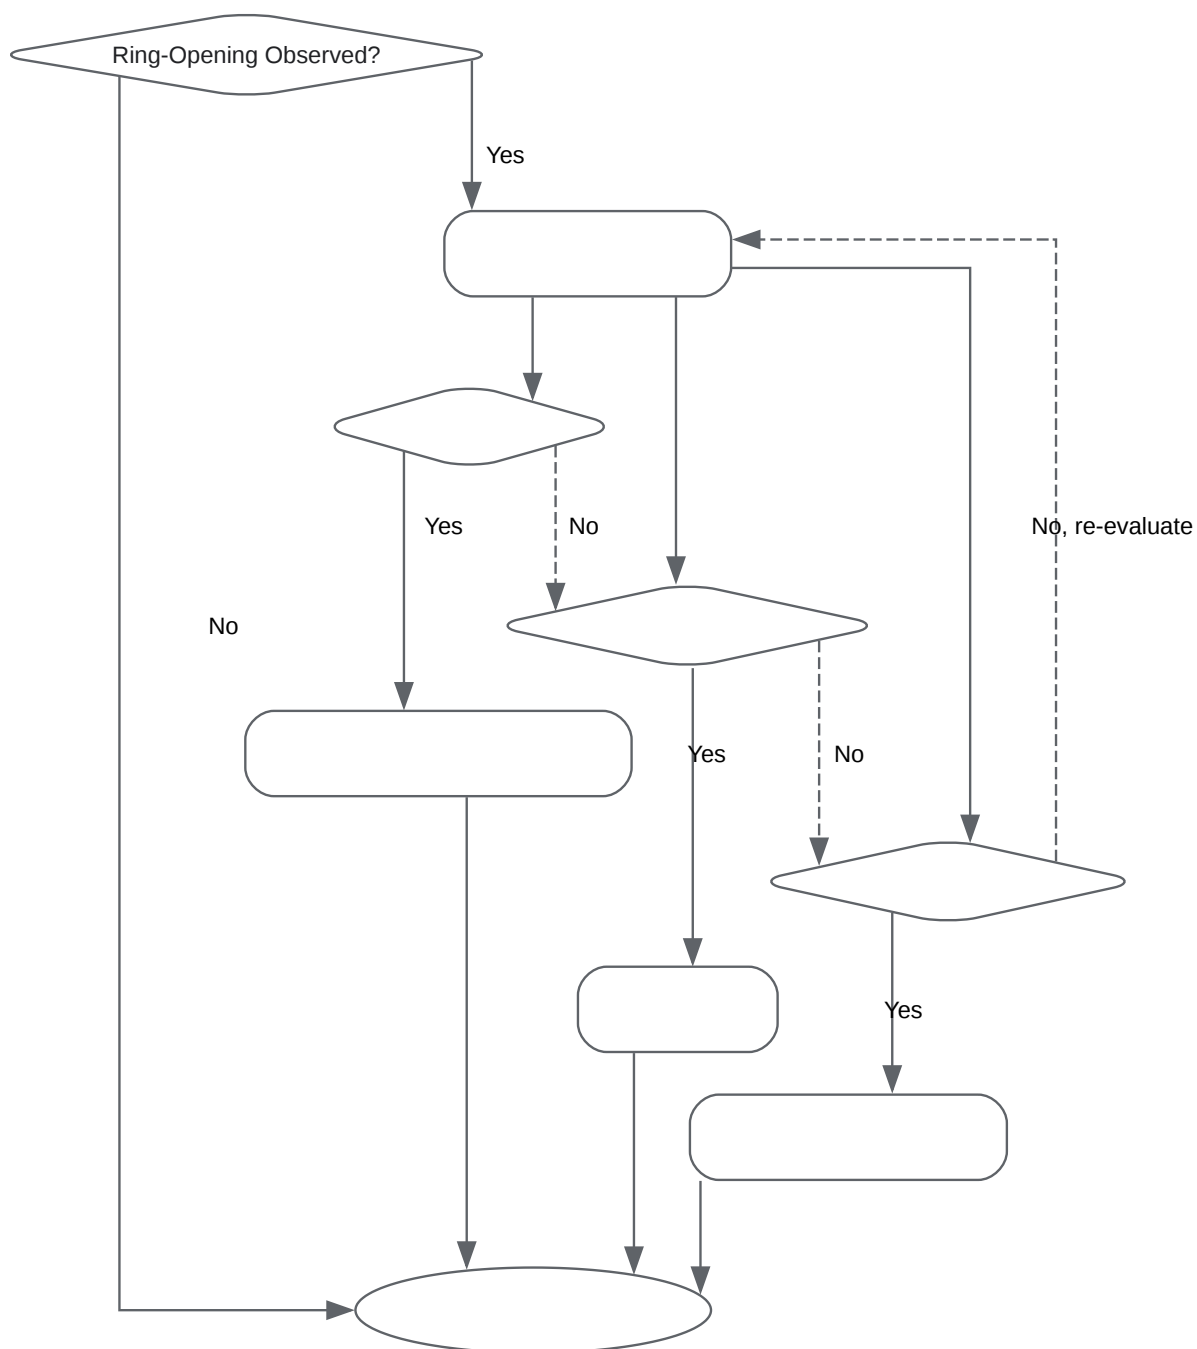 Ring-Opening Observed?
Yes
Yes
No
No, re-evaluate
No
Yes
No
Yes